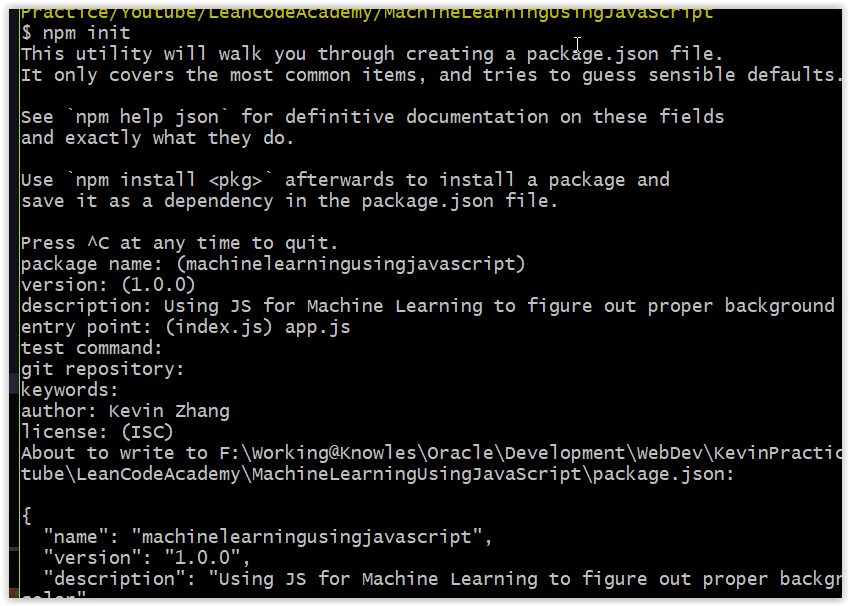 Practice/Youtube/LeanCodeAcademy/MachineLearningUsingJavaScript
$ npm init
This utility will walk you through creating a package.json file.
It only covers the most common items, and tries to guess sensible defaults.
See `npm help json` for definitive documentation on these fields
and exactly what they do.
Use `npm install <pkg>` afterwards to install a package and
save it as a dependency in the package.json file.
Press ^C at any time to quit.
package name: (machinelearningusingjavascript)
version: (1.0.0)
description: Using JS for Machine Learning to figure out proper background
entry point: (index.js) app.js
test command:
git repository:
keywords:
author: Kevin Zhang
license: (ISC)
About to write to F:\Working@Knowles\Oracle\Development\WebDev\KevinPractic
tube\LeanCodeAcademy\MachineLearningUsingJavaScript\package.json:
{
"name": "machinelearningusingjavascript",
"version": "1.0.0",
"description": "Using JS for Machine Learning to figure out proper backgr
color"